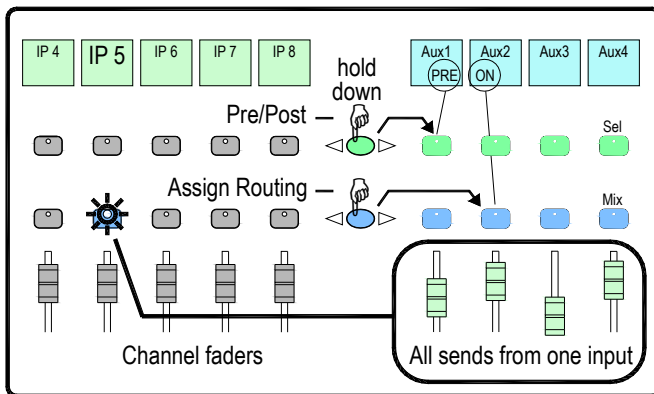 IP 4 IP 5 IP 6 IP 7 IP 8 Aux1 Aux2 Aux3 Aux4
PRE ON
hold
down
Pre/Post
Sel
Assign Routing
Mix
Channel faders All sends from one input